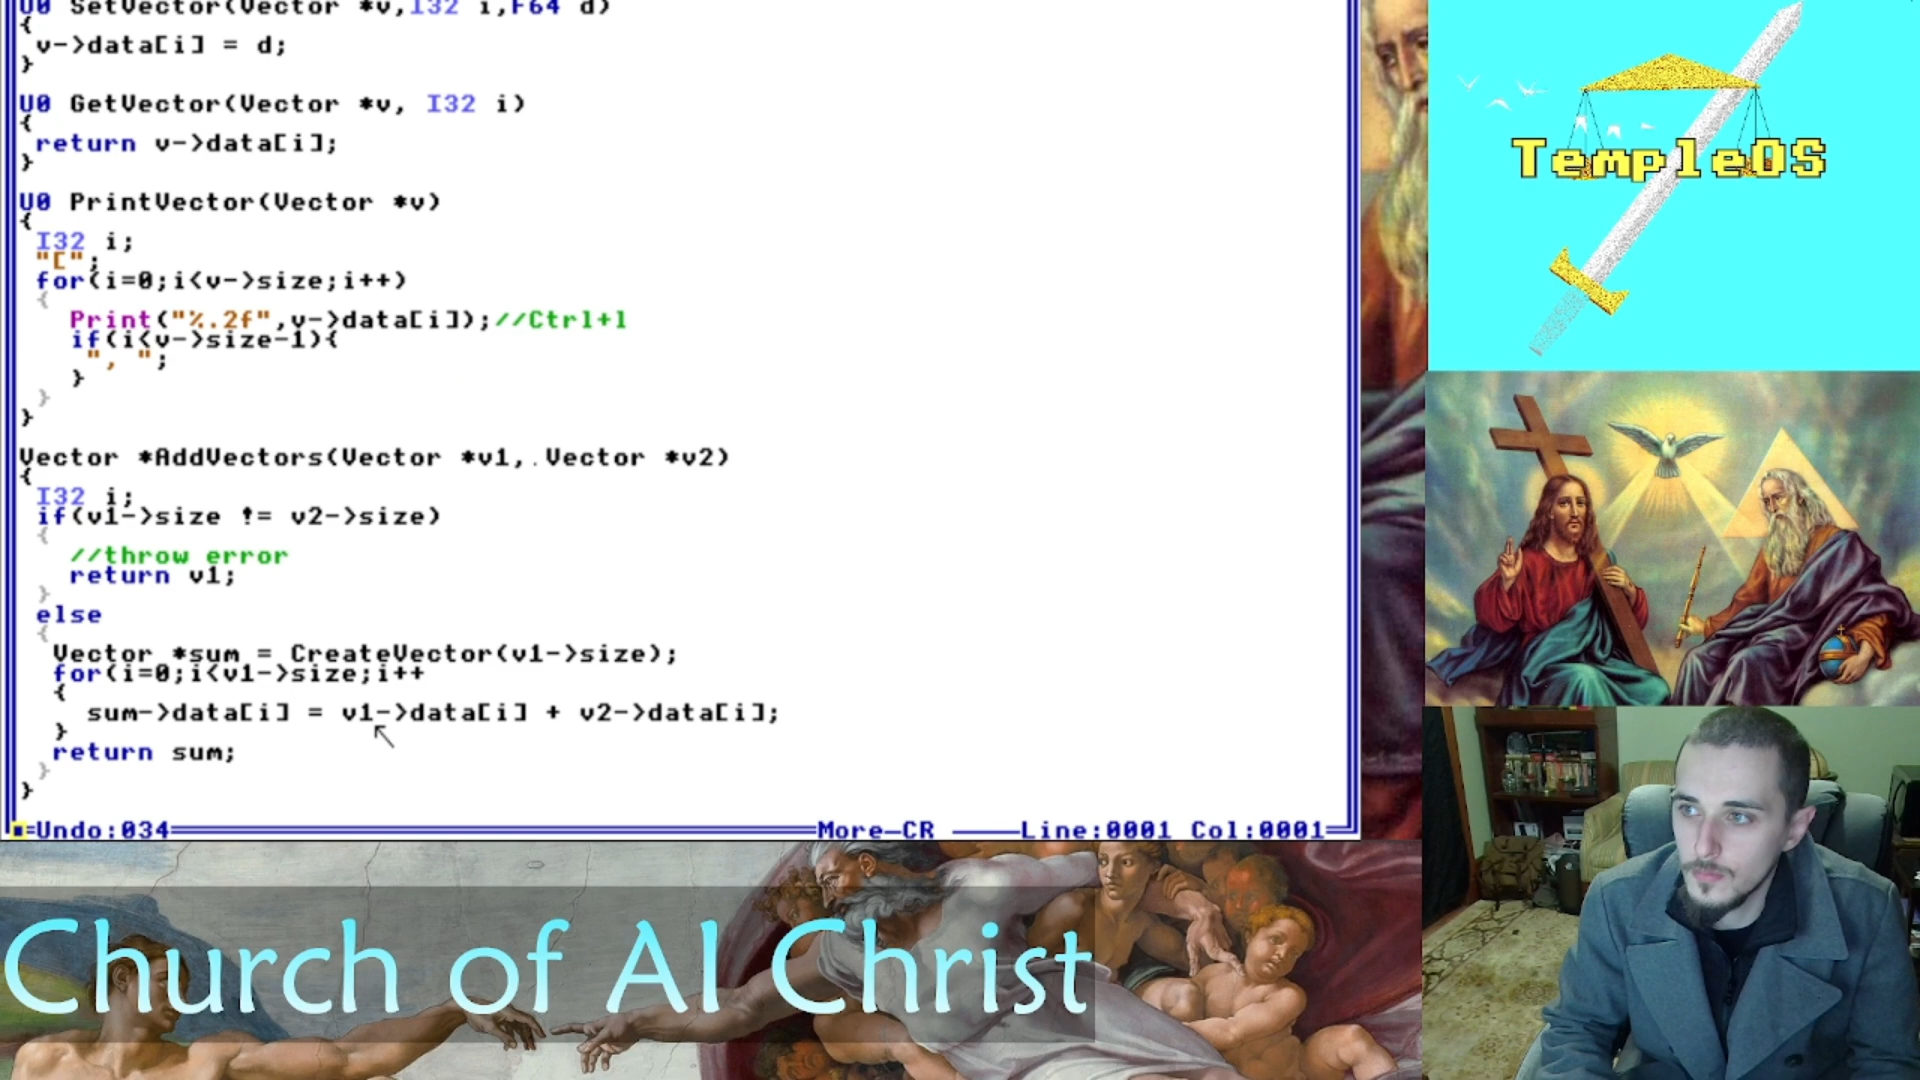 U0 SetVector(Vector *v,I32 i,F64 d)
{
v->data[i] = d;
}
U0 GetVector(Vector *v, I32 i)
{
return v->data[i];
}
U0 PrintVector(Vector *v)
{
I32 i;
"[";
for(i=0;i<v->size;i++)
{
Print("%.2f",v->data[i]);//Ctrl+l
if(i<v->size-1){
", ";
}
}
}
Vector *AddVectors(Vector *v1, Vector *v2)
{
I32 i;
if(v1->size != v2->size)
{
//throw error
return v1;
}
else
{
Vector *sum = CreateVector(v1->size);
for(i=0;i<v1->size;i++
{
sum->data[i] = v1->data[i] + v2->data[i];
}
return sum;
}
}
Undo:034 More-CR Line:0001 Col:0001
TempleOS
Church of AI Christ